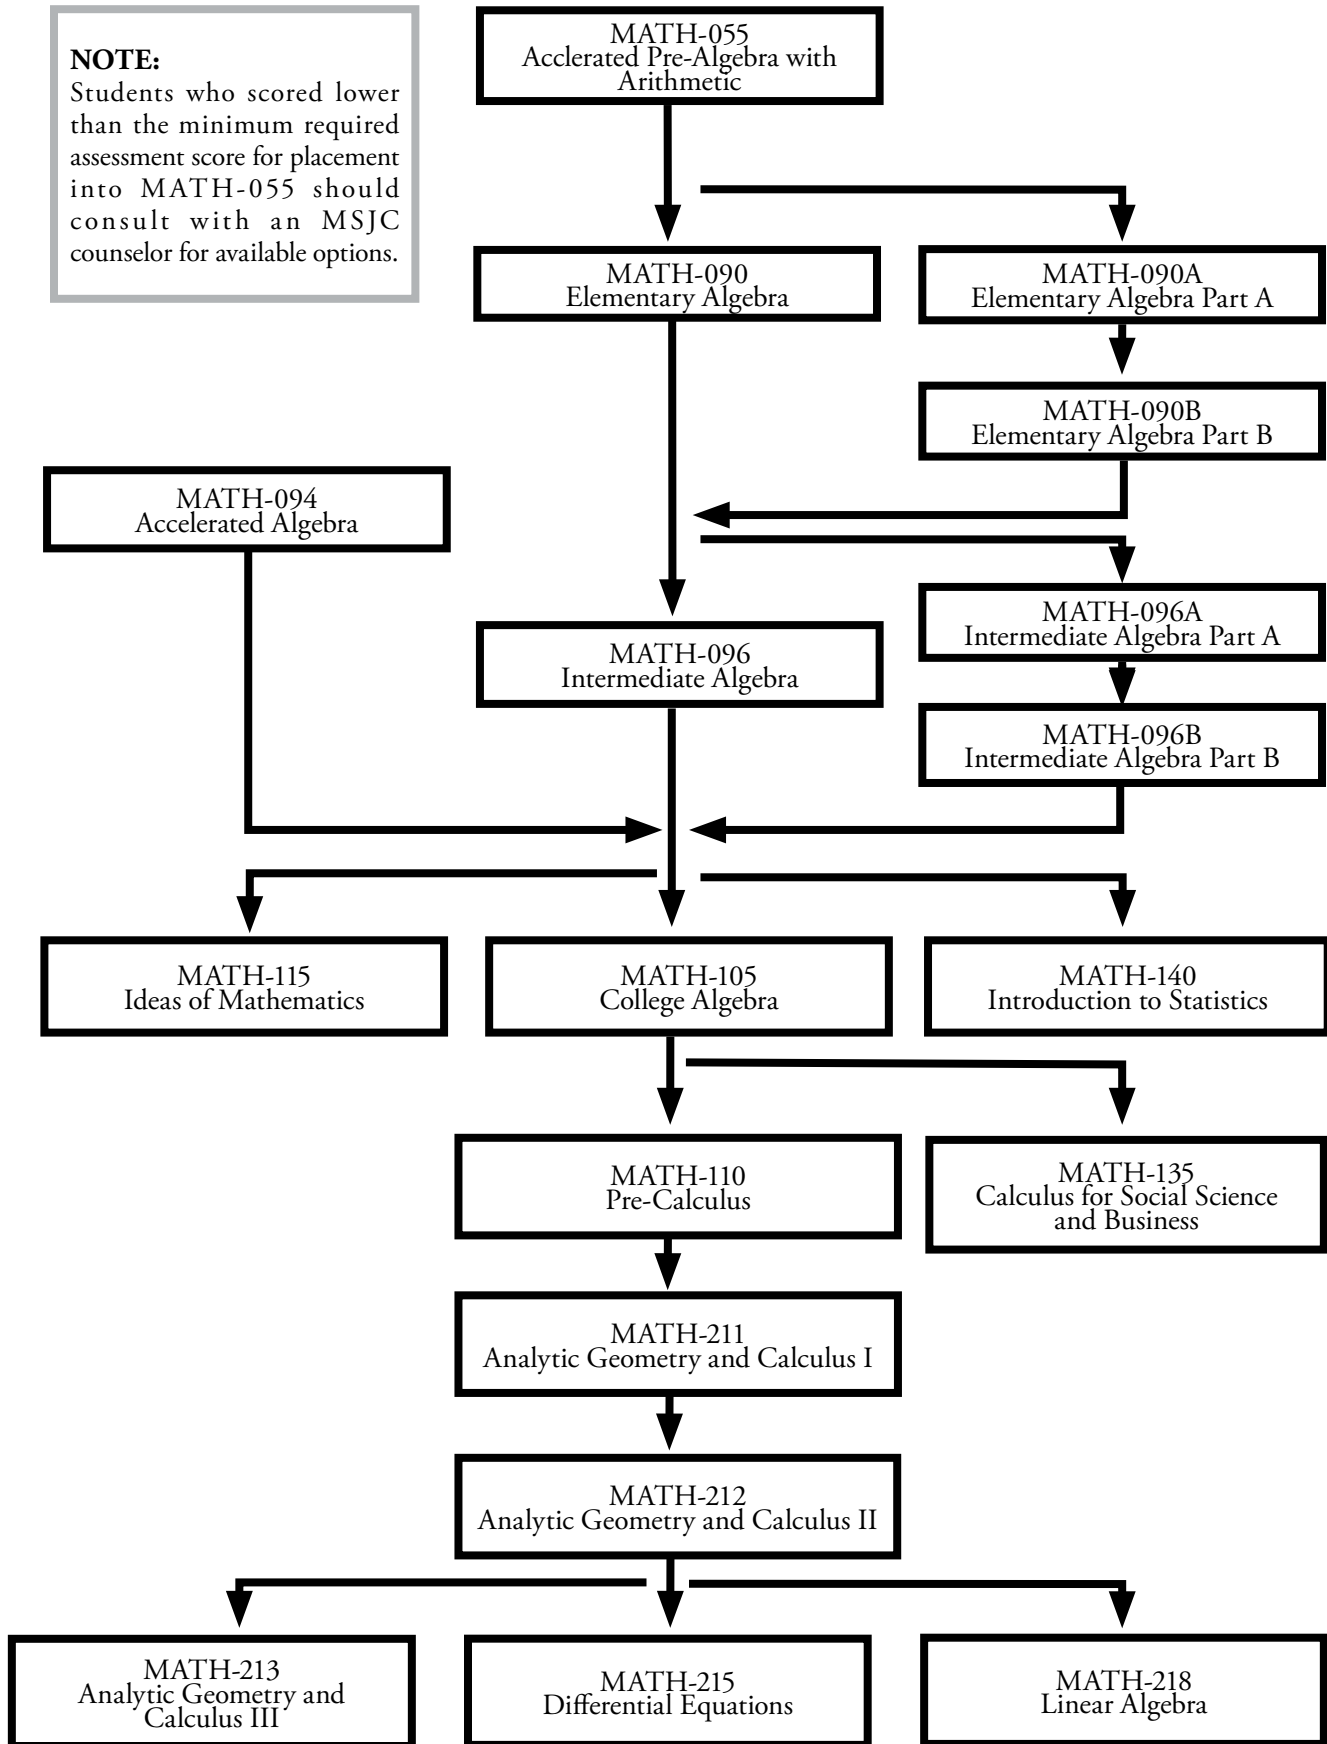 NOTE:
Students who scored lower
than the minimum required
assessment score for placement
into MATH-055 should
consult with an MSJC
counselor for available options.
MATH-055
Acclerated Pre-Algebra with
Arithmetic
MATH-090
Elementary Algebra
MATH-090A
Elementary Algebra Part A
MATH-090B
Elementary Algebra Part B
MATH-094
Accelerated Algebra
MATH-096A
Intermediate Algebra Part A
MATH-096
Intermediate Algebra
MATH-096B
Intermediate Algebra Part B
MATH-115
Ideas of Mathematics
MATH-105
College Algebra
MATH-140
Introduction to Statistics
MATH-110
Pre-Calculus
MATH-135
Calculus for Social Science
and Business
MATH-211
Analytic Geometry and Calculus I
MATH-212
Analytic Geometry and Calculus II
MATH-213
Analytic Geometry and
Calculus III
MATH-215
Differential Equations
MATH-218
Linear Algebra